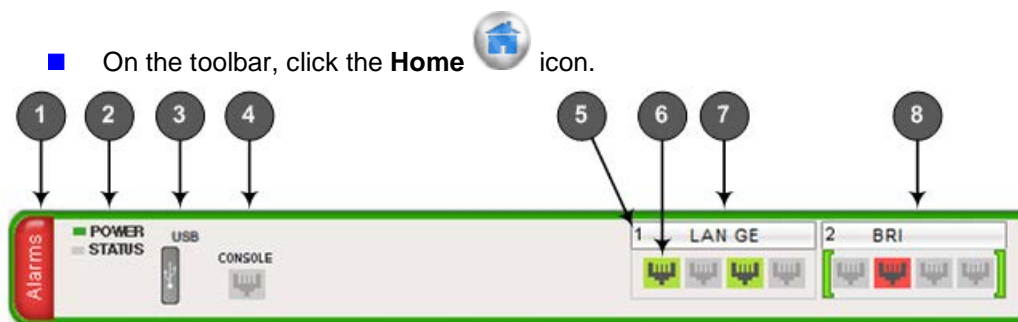 On the toolbar, click the Home icon.
1 2 3 4 5 6 7 8
Alarms
POWER
STATUS
USB
CONSOLE
1 LAN GE
2 BRI